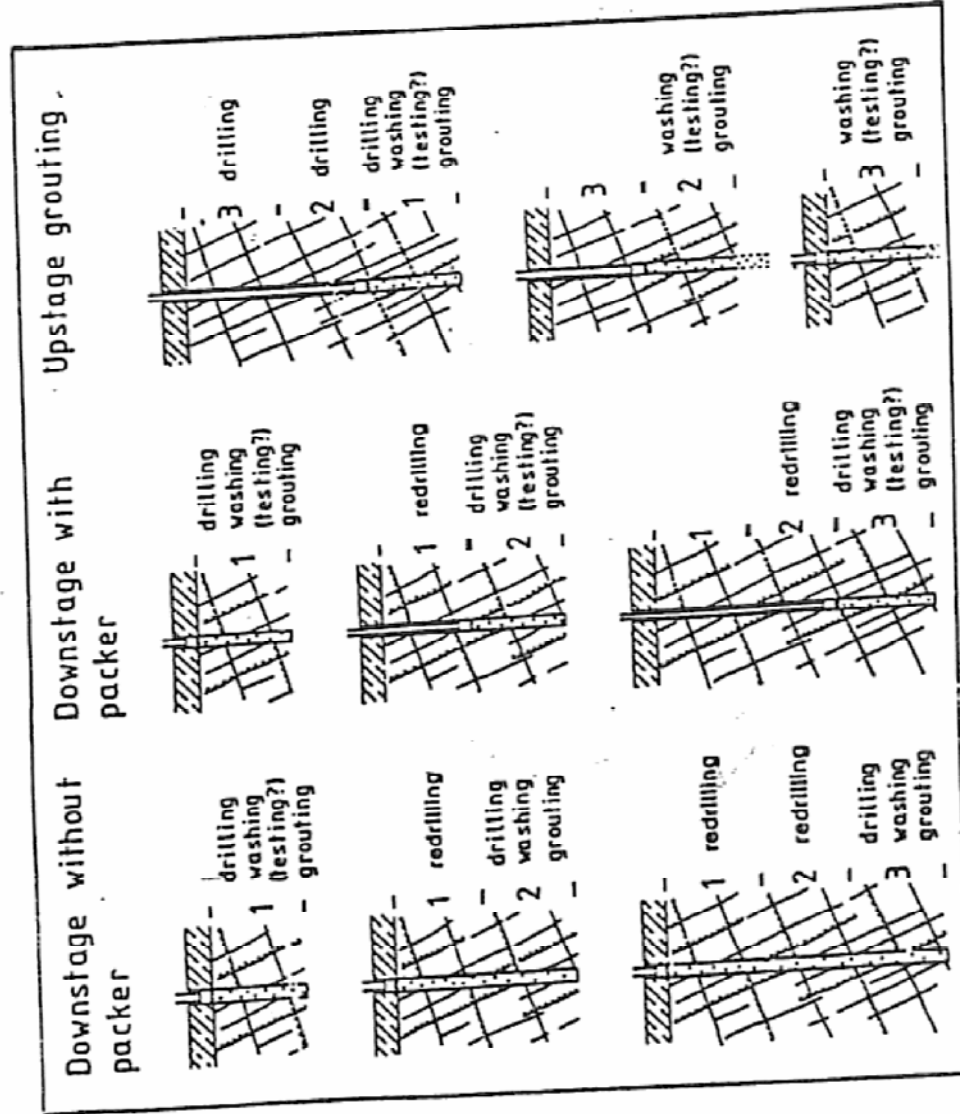 Downstage without
packer
drilling
washing
(testing?)
grouting
1
redrilling
drilling
washing
grouting
1
2
redrilling
redrilling
drilling
washing
grouting
1
2
3
Downstage with
packer
drilling
washing
(testing?)
grouting
1
redrilling
drilling
washing
(testing?)
grouting
1
2
redrilling
drilling
washing
(testing?)
grouting
1
2
3
Upstage grouting.
drilling
drilling
drilling
washing
(testing?)
grouting
3
2
1
washing
(testing?)
grouting
3
2
washing
(testing?)
grouting
3